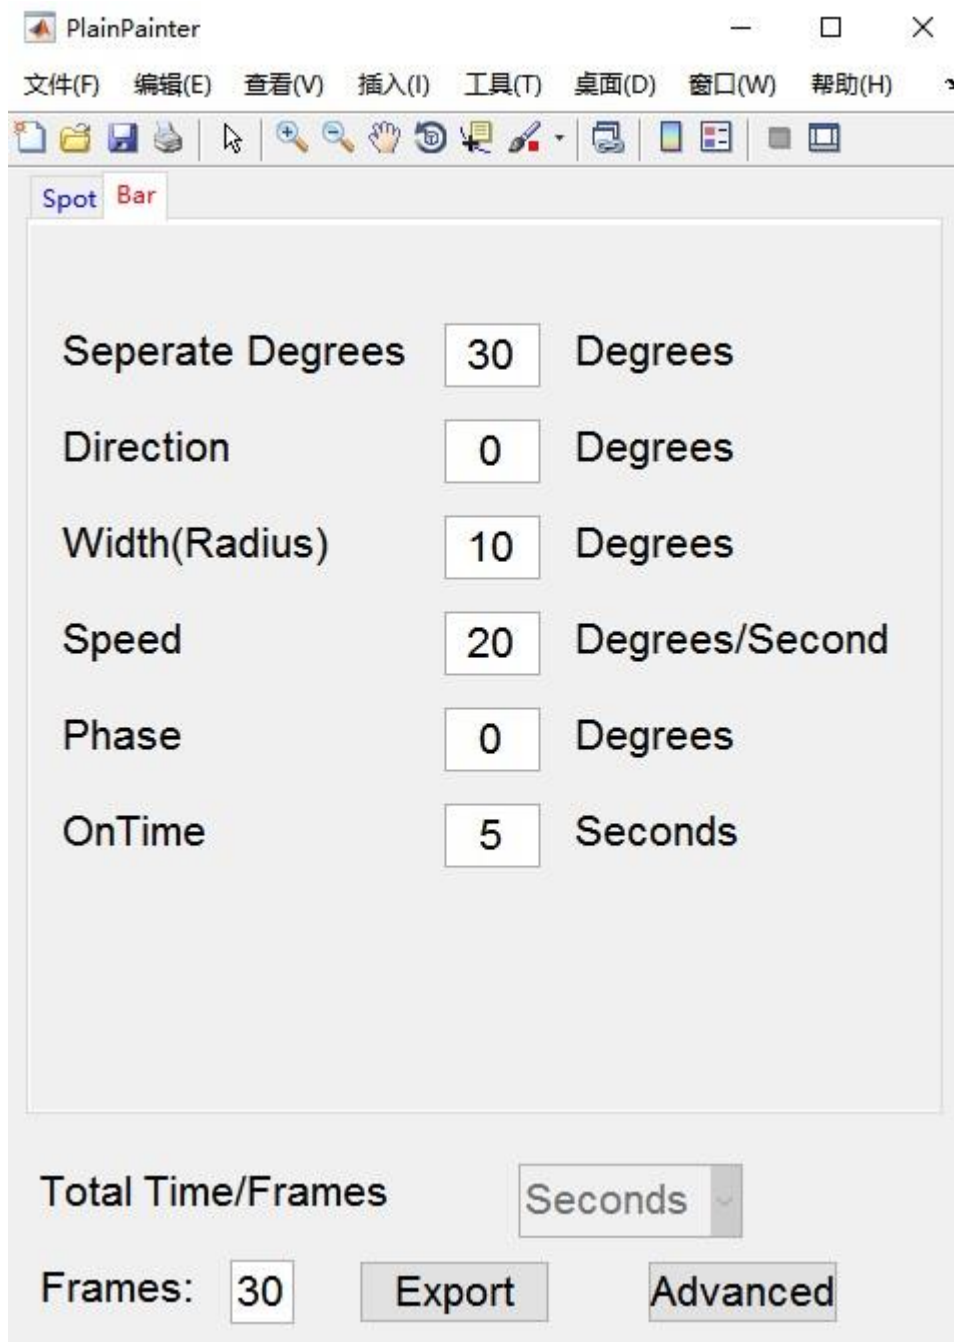 PlainPainter
文件(F) 编辑(E) 查看(V) 插入(I) 工具(T) 桌面(D) 窗口(W) 帮助(H)
Spot Bar
Seperate Degrees 30 Degrees
Direction 0 Degrees
Width(Radius) 10 Degrees
Speed 20 Degrees/Second
Phase 0 Degrees
OnTime 5 Seconds
Total Time/Frames Seconds
Frames: 30 Export Advanced